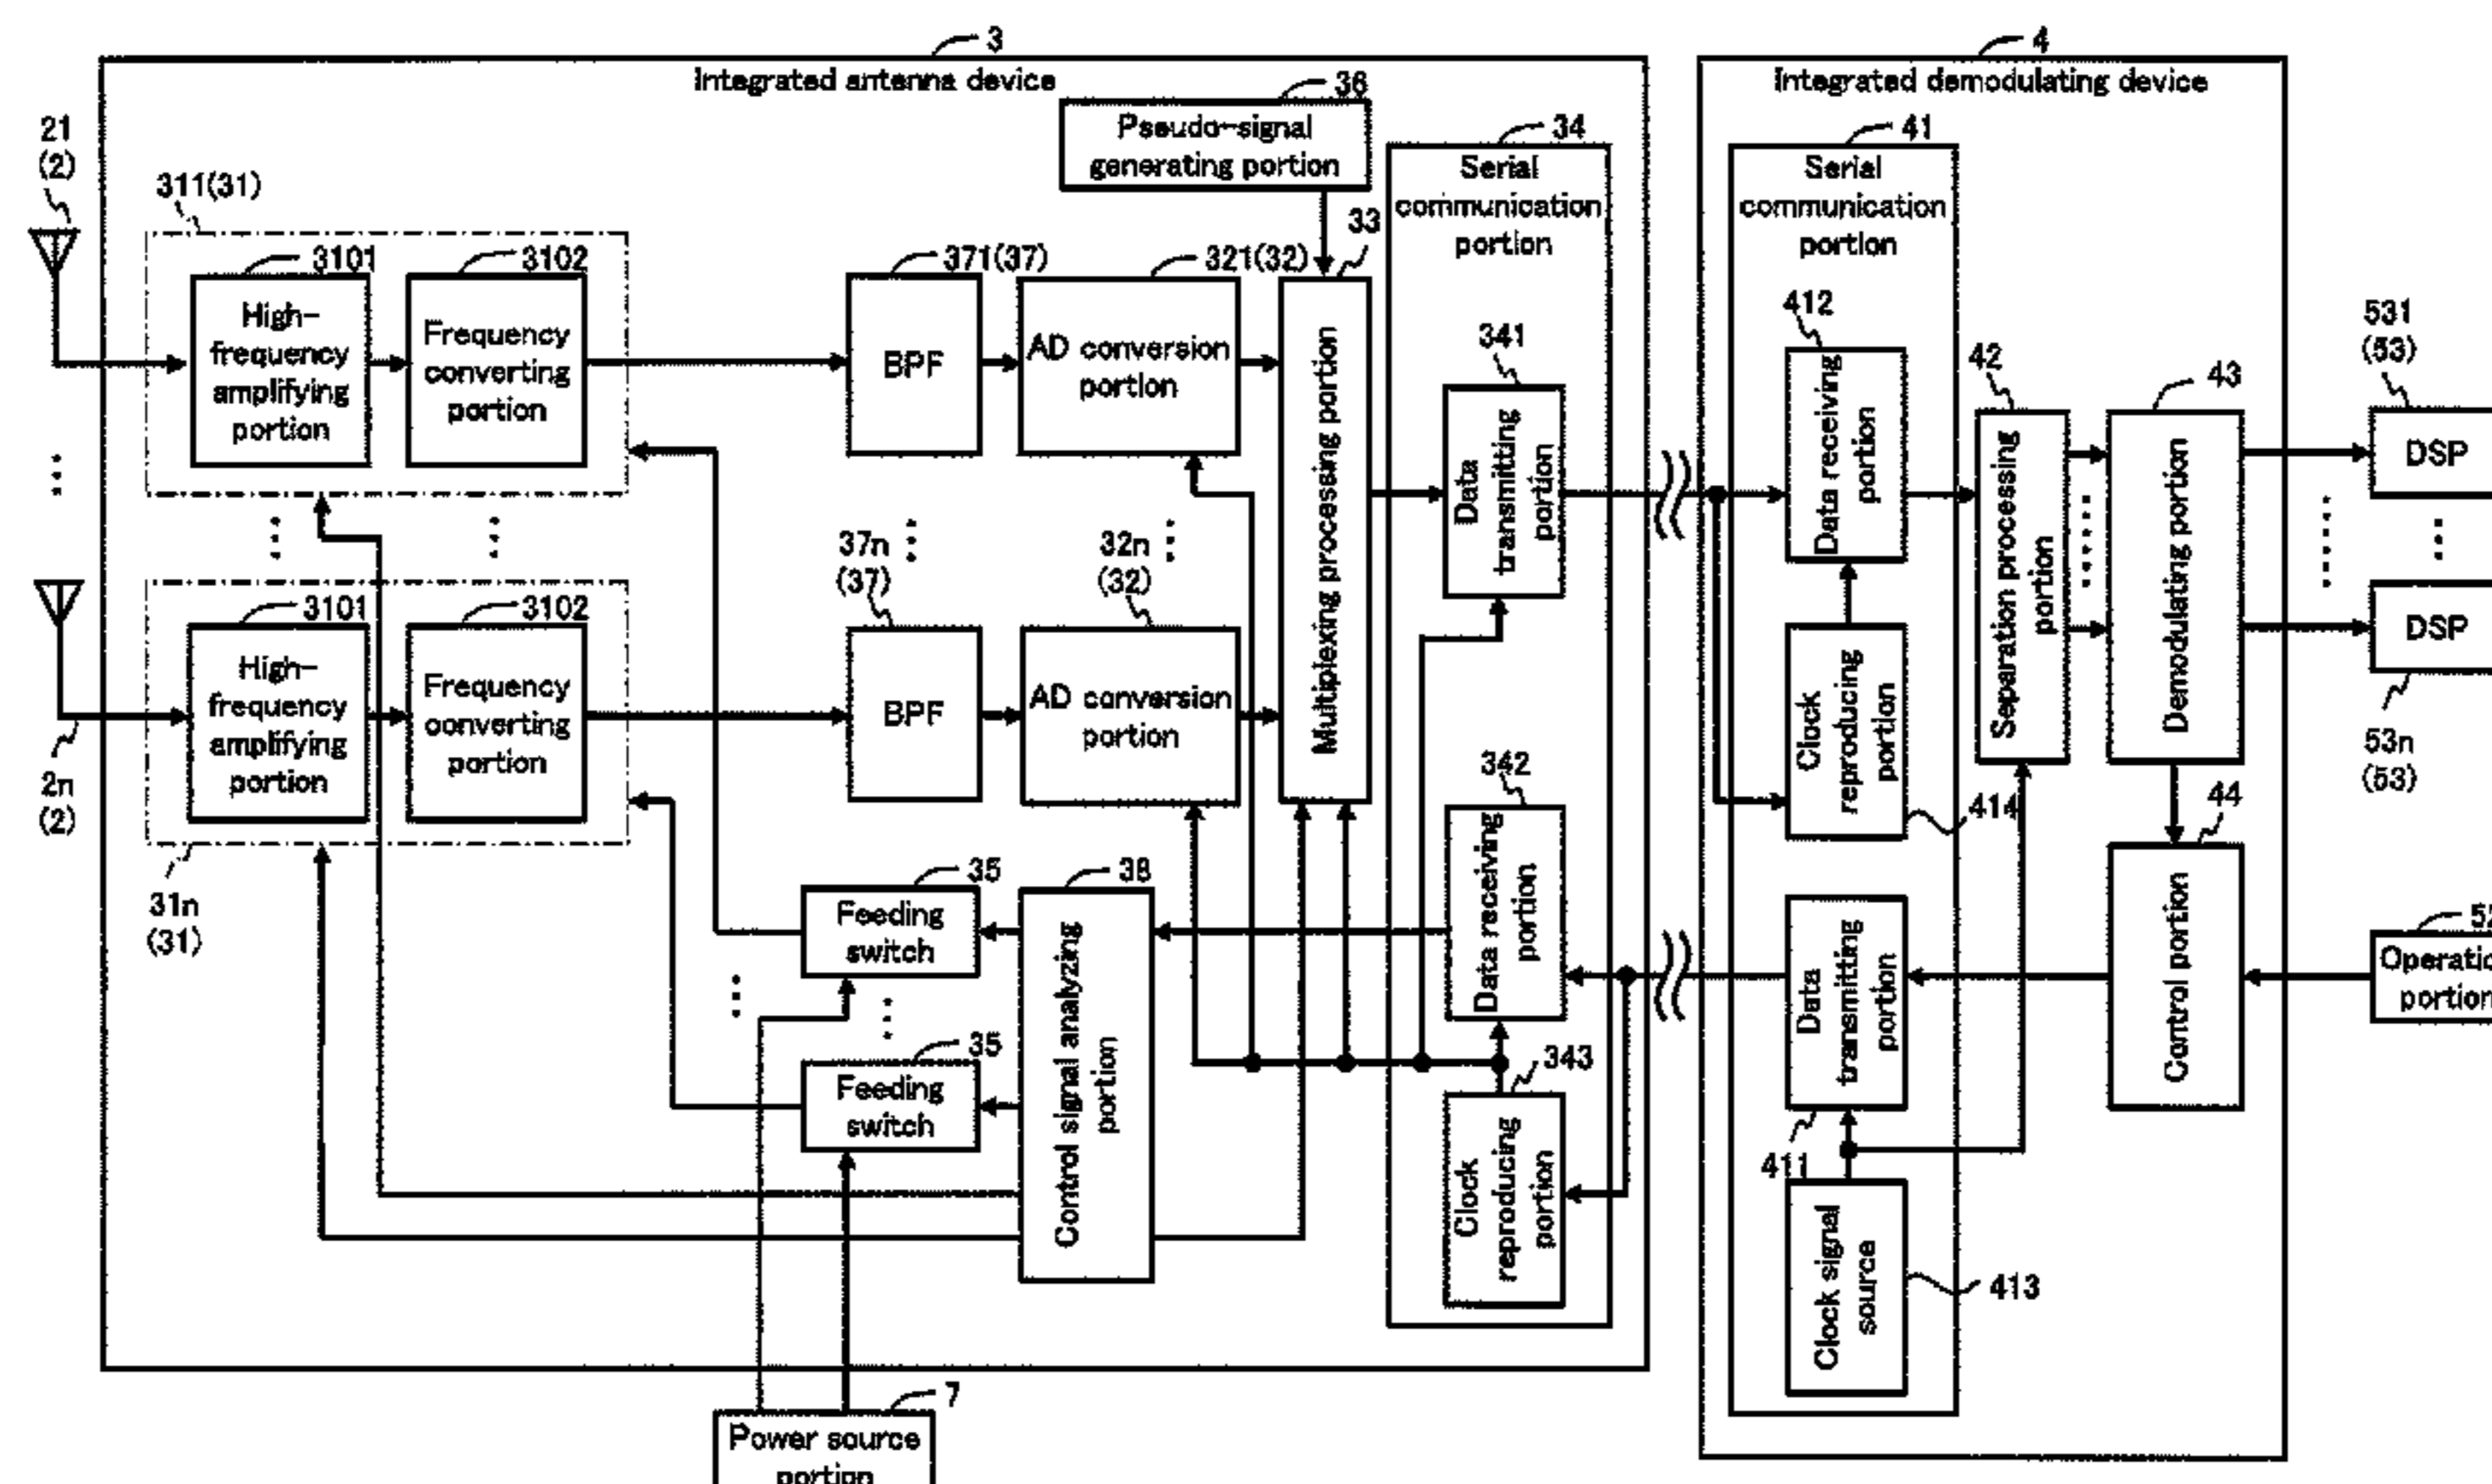 3
Integrated antenna device
36
Pseudo-signal
generating portion
21
(2)
311(31)
3101
High-
frequency
amplifying
portion
3102
Frequency
converting
portion
371(37)
BPF
321(32)
AD conversion
portion
33
Multiplexing processing portion
34
Serial
communication
portion
341
Data
transmitting
portion
2n
(2)
31n
(31)
3101
High-
frequency
amplifying
portion
3102
Frequency
converting
portion
37n
(37)
BPF
32n
(32)
AD conversion
portion
342
Data receiving
portion
343
Clock
reproducing
portion
35
Feeding
switch
35
Feeding
switch
38
Control signal analyzing
portion
7
Power source
portion
4
Integrated demodulating device
41
Serial
communication
portion
412
Data receiving
portion
414
Clock
reproducing
portion
411
Data
transmitting
portion
413
Clock signal
source
42
Separation processing
portion
43
Demodulating portion
44
Control portion
531
(53)
DSP
DSP
53n
(53)
portion